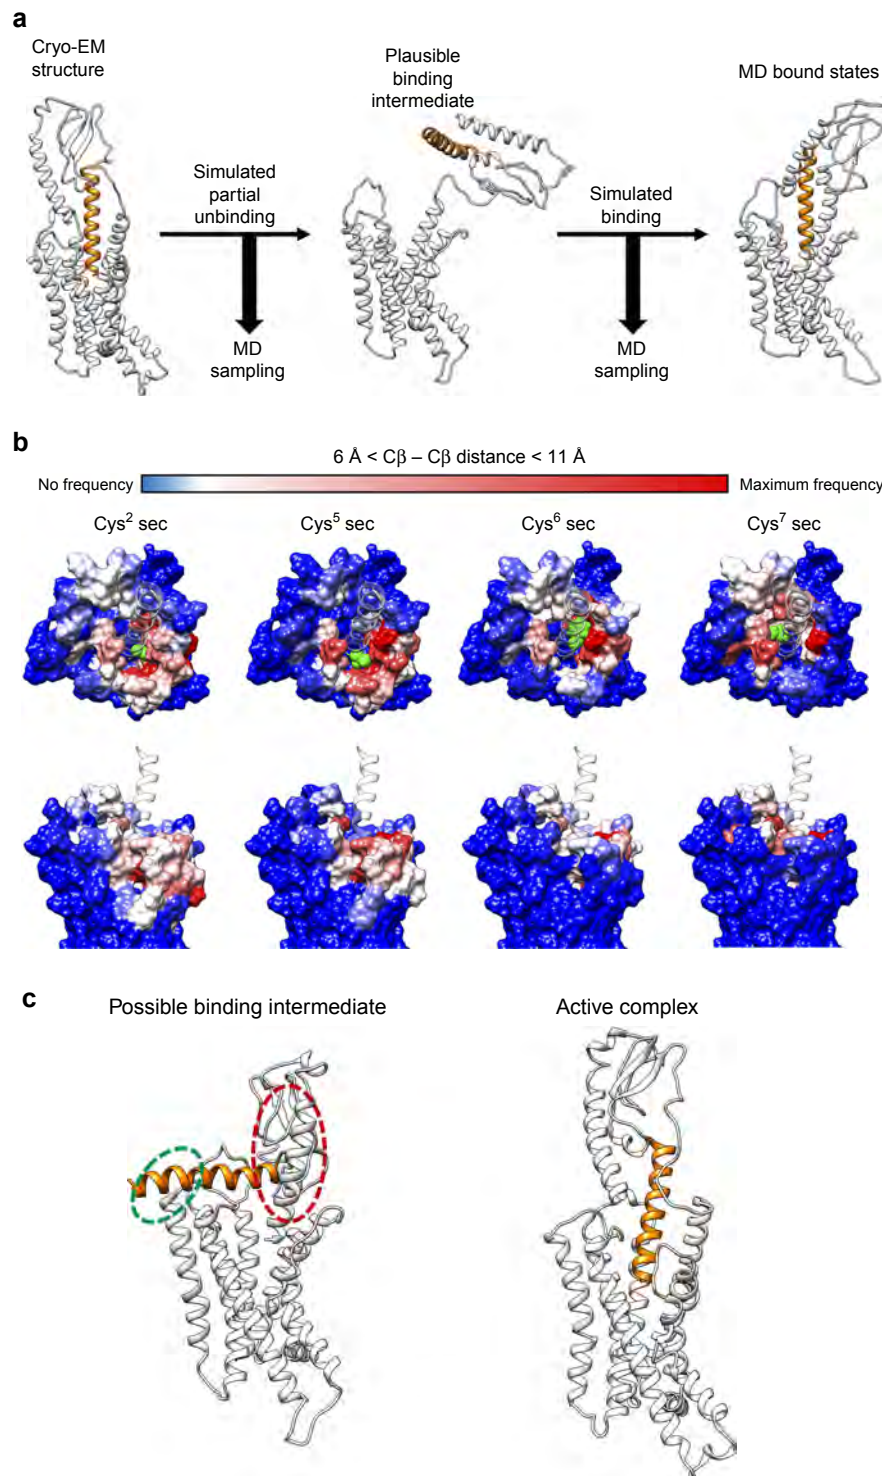 a
Cryo-EM
structure
Plausible
binding
intermediate
MD bound states
Simulated
partial
unbinding
Simulated
binding
MD
sampling
MD
sampling
b
6 Å < Cβ – Cβ distance < 11 Å
No frequency
Maximum frequency
Cys² sec
Cys⁵ sec
Cys⁶ sec
Cys⁷ sec
c
Possible binding intermediate
Active complex